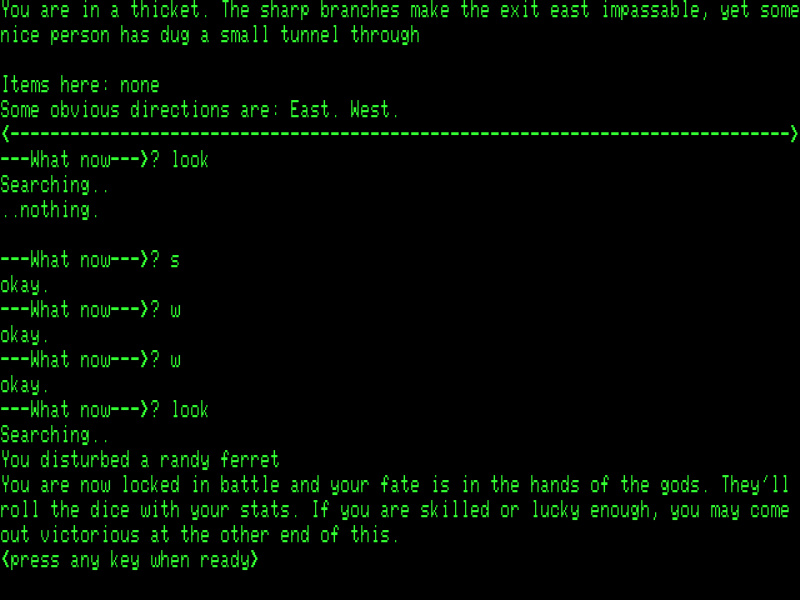 You are in a thicket. The sharp branches make the exit east impassable, yet some
nice person has dug a small tunnel through
Items here: none
Some obvious directions are: East. West.
<------------------------------------------------------------------------------>
---What now--->? look
Searching..
..nothing.
---What now--->? s
okay.
---What now--->? w
okay.
---What now--->? w
okay.
---What now--->? look
Searching..
You disturbed a randy ferret
You are now locked in battle and your fate is in the hands of the gods. They'll
roll the dice with your stats. If you are skilled or lucky enough, you may come
out victorious at the other end of this.
<press any key when ready>